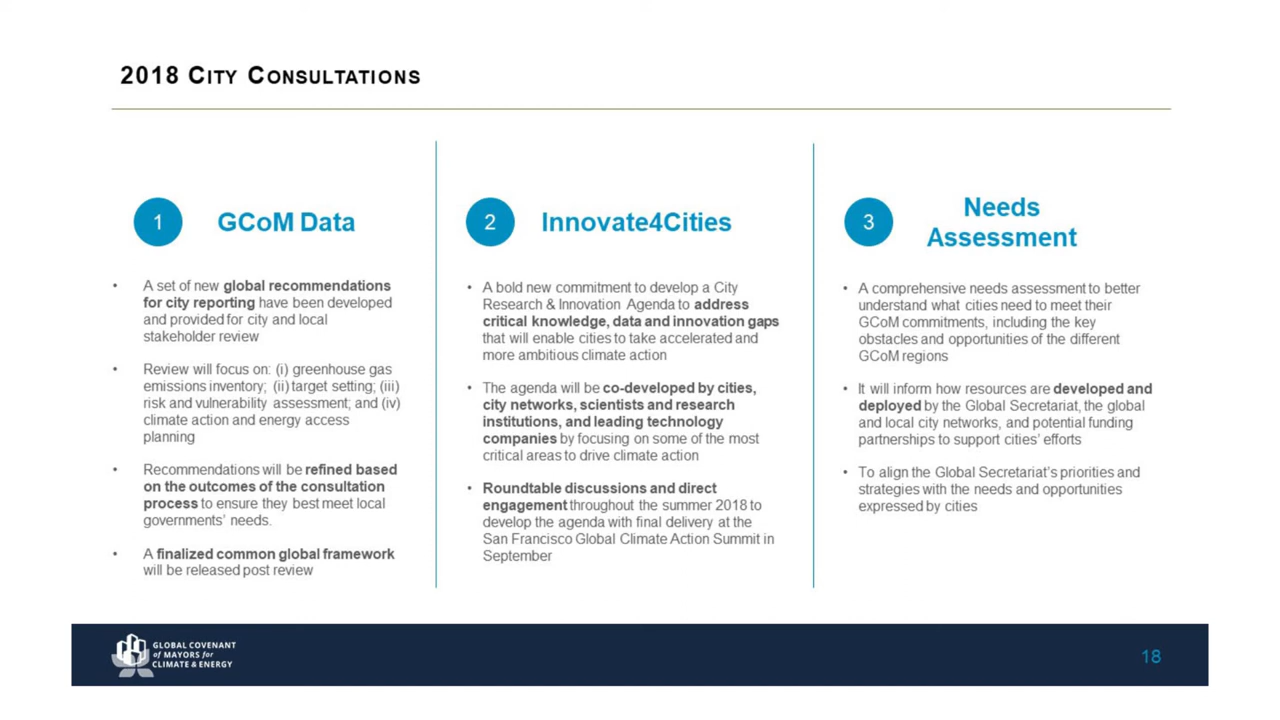 2018 CITY CONSULTATIONS
1
GCoM Data
• A set of new global recommendations
for city reporting have been developed
and provided for city and local
stakeholder review
• Review will focus on: (i) greenhouse gas
emissions inventory; (ii) target setting; (iii)
risk and vulnerability assessment; and (iv)
climate action and energy access
planning
• Recommendations will be refined based
on the outcomes of the consultation
process to ensure they best meet local
governments' needs.
• A finalized common global framework
will be released post review
2
Innovate4Cities
• A bold new commitment to develop a City
Research & Innovation Agenda to address
critical knowledge, data and innovation gaps
that will enable cities to take accelerated and
more ambitious climate action
• The agenda will be co-developed by cities,
city networks, scientists and research
institutions, and leading technology
companies by focusing on some of the most
critical areas to drive climate action
• Roundtable discussions and direct
engagement throughout the summer 2018 to
develop the agenda with final delivery at the
San Francisco Global Climate Action Summit in
September
3
Needs
Assessment
• A comprehensive needs assessment to better
understand what cities need to meet their
GCoM commitments, including the key
obstacles and opportunities of the different
GCoM regions
• It will inform how resources are developed and
deployed by the Global Secretariat, the global
and local city networks, and potential funding
partnerships to support cities' efforts
• To align the Global Secretariat's priorities and
strategies with the needs and opportunities
expressed by cities
GLOBAL COVENANT
of MAYORS for
CLIMATE & ENERGY
18